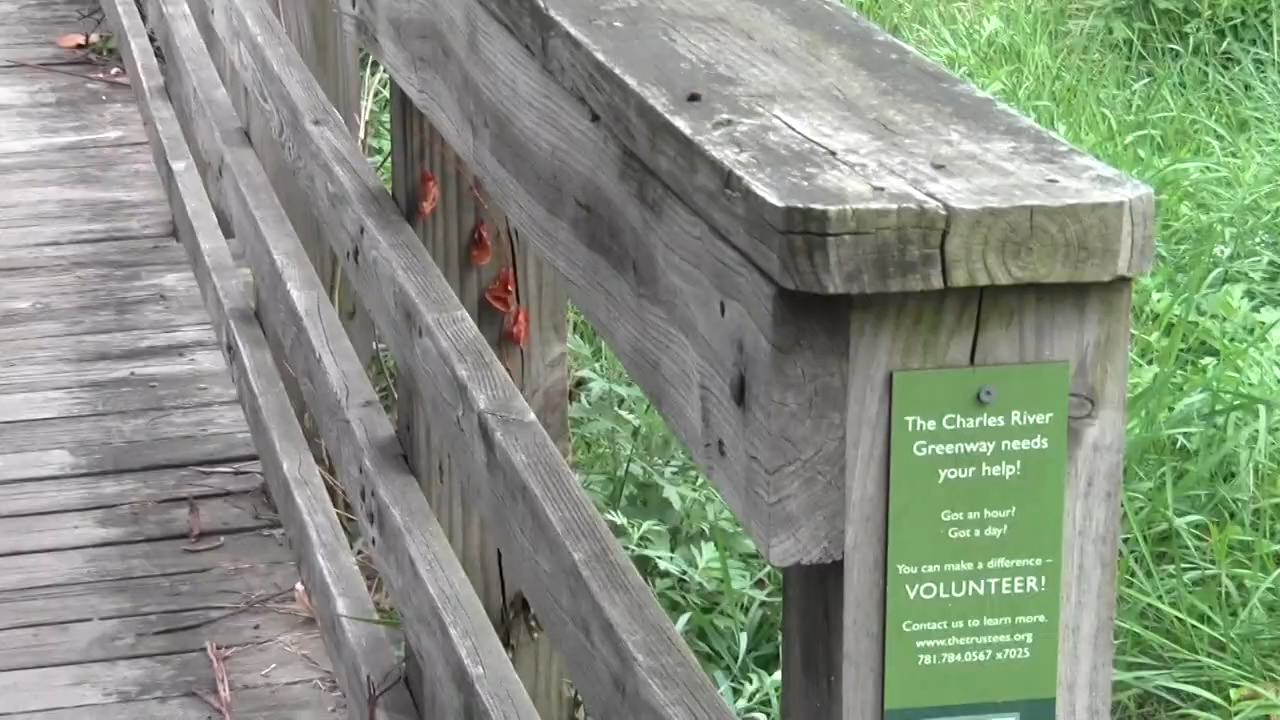 The Charles River
Greenway needs
your help!
Got an hour?
Got a day?
You can make a difference –
VOLUNTEER!
Contact us to learn more.
www.thetrustees.org
781.784.0567 x7025